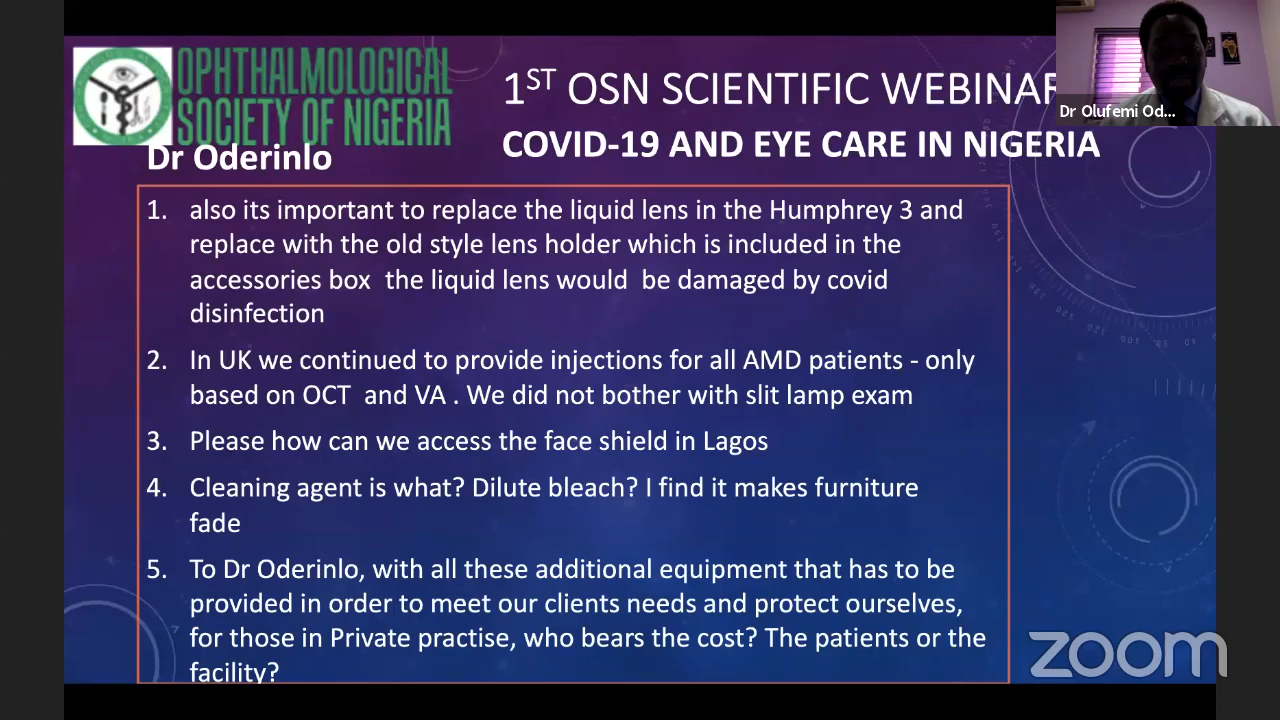 OPHTHALMOLOGICAL
SOCIETY OF NIGERIA
1ST OSN SCIENTIFIC WEBINAR
COVID-19 AND EYE CARE IN NIGERIA
Dr Olufemi Od...
Dr Oderinlo
1. also its important to replace the liquid lens in the Humphrey 3 and
replace with the old style lens holder which is included in the
accessories box the liquid lens would be damaged by covid
disinfection
2. In UK we continued to provide injections for all AMD patients - only
based on OCT and VA . We did not bother with slit lamp exam
3. Please how can we access the face shield in Lagos
4. Cleaning agent is what? Dilute bleach? I find it makes furniture
fade
5. To Dr Oderinlo, with all these additional equipment that has to be
provided in order to meet our clients needs and protect ourselves,
for those in Private practise, who bears the cost? The patients or the
facility?
zoom